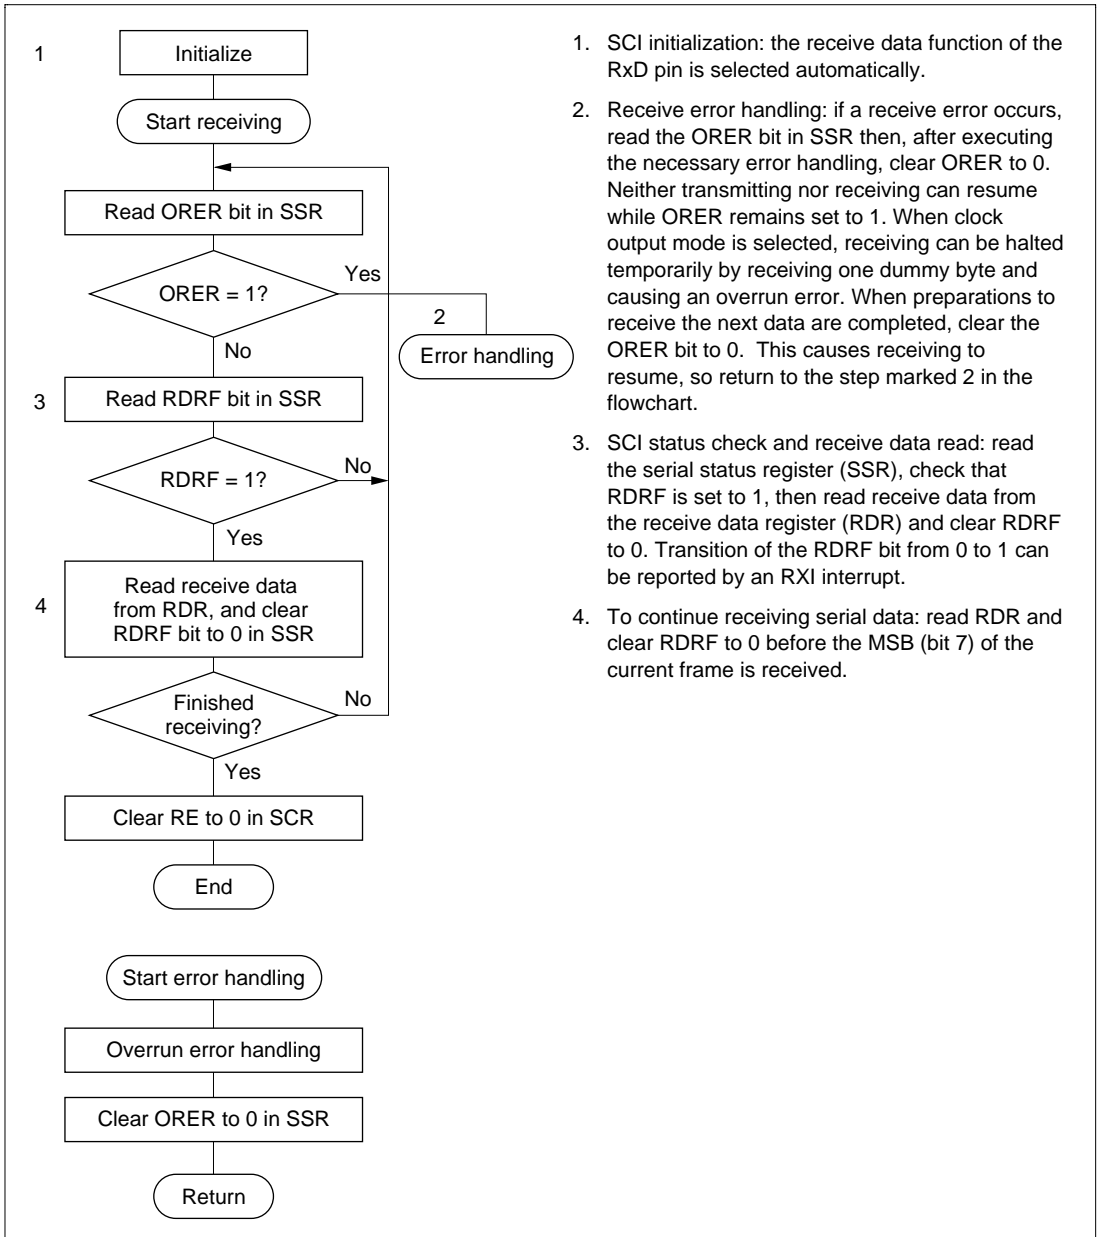 1
Initialize
Start receiving
Read ORER bit in SSR
ORER = 1?
Yes
2
Error handling
No
3
Read RDRF bit in SSR
RDRF = 1?
No
Yes
4
Read receive data
from RDR, and clear
RDRF bit to 0 in SSR
Finished
receiving?
No
Yes
Clear RE to 0 in SCR
End
Start error handling
Overrun error handling
Clear ORER to 0 in SSR
Return
1. SCI initialization: the receive data function of the
RxD pin is selected automatically.
2. Receive error handling: if a receive error occurs,
read the ORER bit in SSR then, after executing
the necessary error handling, clear ORER to 0.
Neither transmitting nor receiving can resume
while ORER remains set to 1. When clock
output mode is selected, receiving can be halted
temporarily by receiving one dummy byte and
causing an overrun error. When preparations to
receive the next data are completed, clear the
ORER bit to 0.  This causes receiving to
resume, so return to the step marked 2 in the
flowchart.
3. SCI status check and receive data read: read
the serial status register (SSR), check that
RDRF is set to 1, then read receive data from
the receive data register (RDR) and clear RDRF
to 0. Transition of the RDRF bit from 0 to 1 can
be reported by an RXI interrupt.
4. To continue receiving serial data: read RDR and
clear RDRF to 0 before the MSB (bit 7) of the
current frame is received.